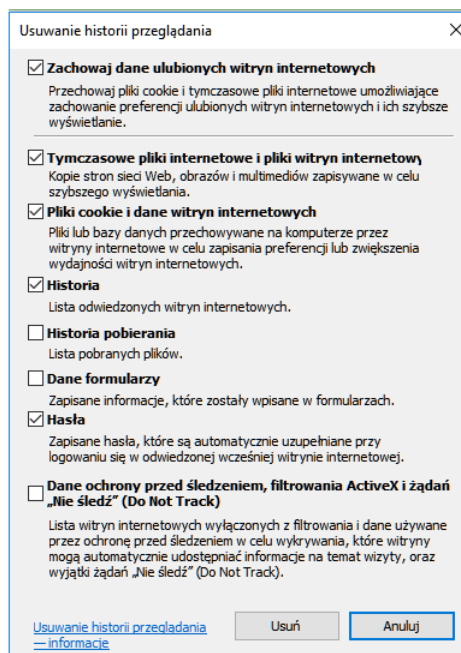 Usuwanie historii przeglądania
Zachowaj dane ulubionych witryn internetowych
Przechowaj pliki cookie i tymczasowe pliki internetowe umożliwiające
zachowanie preferencji ulubionych witryn internetowych i ich szybsze
wyświetlanie.
Tymczasowe pliki internetowe i pliki witryn internetowy
Kopie stron sieci Web, obrazów i multimediów zapisywane w celu
szybszego wyświetlania.
Pliki cookie i dane witryn internetowych
Pliki lub bazy danych przechowywane na komputerze przez
witryny internetowe w celu zapisania preferencji lub zwiększenia
wydajności witryn internetowych.
Historia
Lista odwiedzonych witryn internetowych.
Historia pobierania
Lista pobranych plików.
Dane formularzy
Zapisane informacje, które zostały wpisane w formularzach.
Hasła
Zapisane hasła, które są automatycznie uzupełniane przy
logowaniu się w odwiedzonej wcześniej witrynie internetowej.
Dane ochrony przed śledzeniem, filtrowania ActiveX i żądań
„Nie śledź” (Do Not Track)
Lista witryn internetowych wyłączonych z filtrowania i dane używane
przez ochronę przed śledzeniem w celu wykrywania, które witryny
mogą automatycznie udostępniać informacje na temat wizyty, oraz
wyjątki żądań „Nie śledź” (Do Not Track).
Usuwanie historii przeglądania
— informacje
Usuń
Anuluj